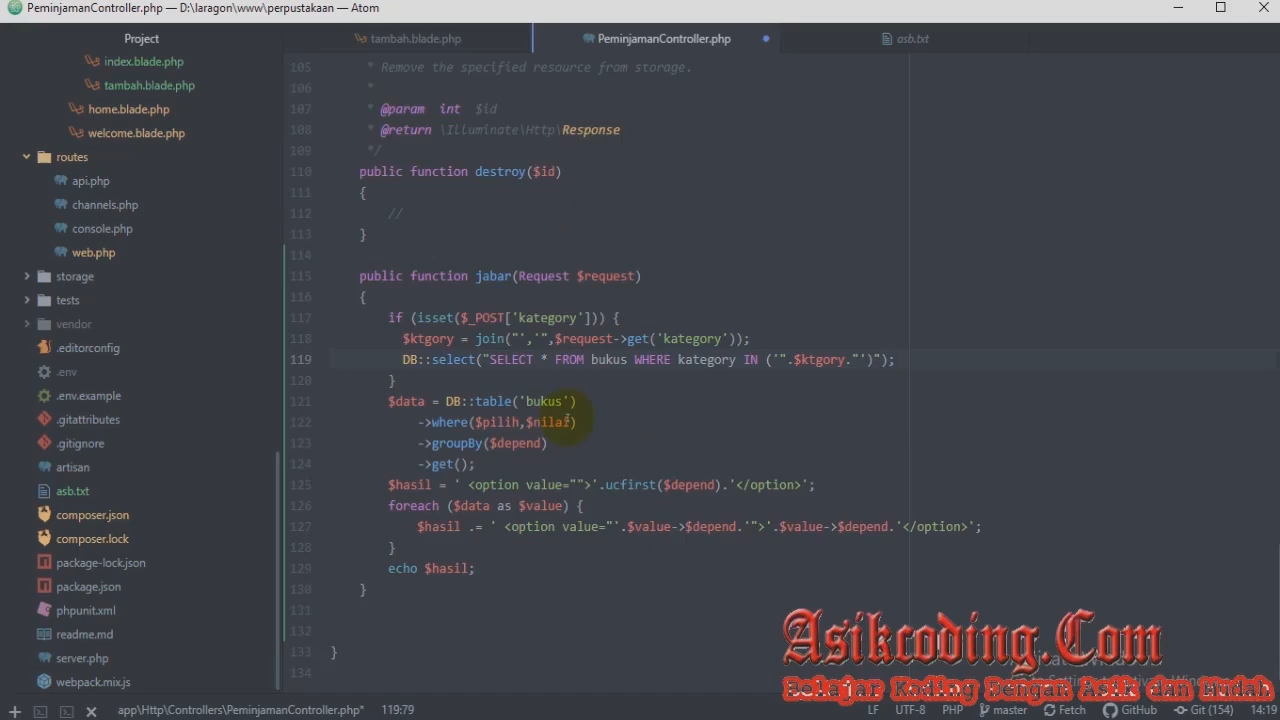 PeminjamanController.php — D:\laragon\www\perpustakaan — Atom
Project
tambah.blade.php
PeminjamanController.php
asb.txt
index.blade.php
tambah.blade.php
home.blade.php
welcome.blade.php
routes
api.php
channels.php
console.php
web.php
storage
tests
vendor
.editorconfig
.env
.env.example
.gitattributes
.gitignore
artisan
asb.txt
composer.json
composer.lock
package-lock.json
package.json
phpunit.xml
readme.md
server.php
webpack.mix.js
105 * Remove the specified resource from storage.
106 *
107 * @param  int  $id
108 * @return \Illuminate\Http\Response
109 */
110 public function destroy($id)
111 {
112 //
113 }
114
115 public function jabar(Request $request)
116 {
117 if (isset($_POST['kategory'])) {
118 $ktgory = join("','",$request->get('kategory'));
119 DB::select("SELECT * FROM bukus WHERE kategory IN ('".$ktgory."')");
120 }
121 $data = DB::table('bukus')
122 ->where($pilih,$nilai)
123 ->groupBy($depend)
124 ->get();
125 $hasil = ' <option value="">'.ucfirst($depend).'</option>';
126 foreach ($data as $value) {
127 $hasil .= ' <option value="'.$value->$depend.'">'.$value->$depend.'</option>';
128 }
129 echo $hasil;
130 }
131
132
133 }
134
Asikcoding.Com
Belajar Koding Dengan Asik dan Mudah
app\Http\Controllers\PeminjamanController.php* 119:79 LF UTF-8 PHP master Fetch GitHub Git (154) 14:19